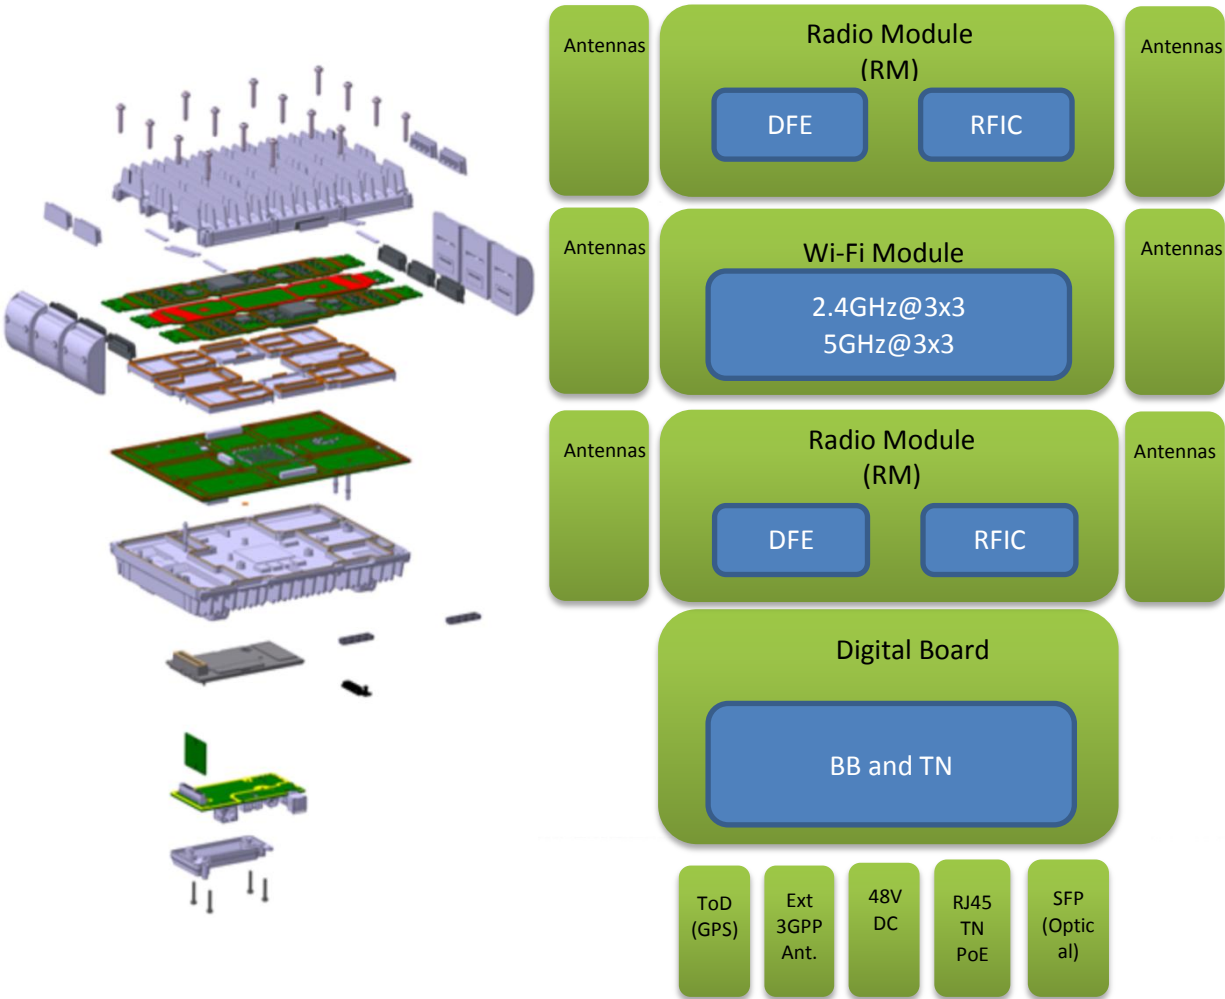 Antennas
Radio Module
(RM)
Antennas
DFE
RFIC
Antennas
Wi-Fi Module
Antennas
2.4GHz@3x3
5GHz@3x3
Antennas
Radio Module
(RM)
Antennas
DFE
RFIC
Digital Board
BB and TN
ToD
(GPS)
Ext
3GPP
Ant.
48V
DC
RJ45
TN
PoE
SFP
(Optic
al)